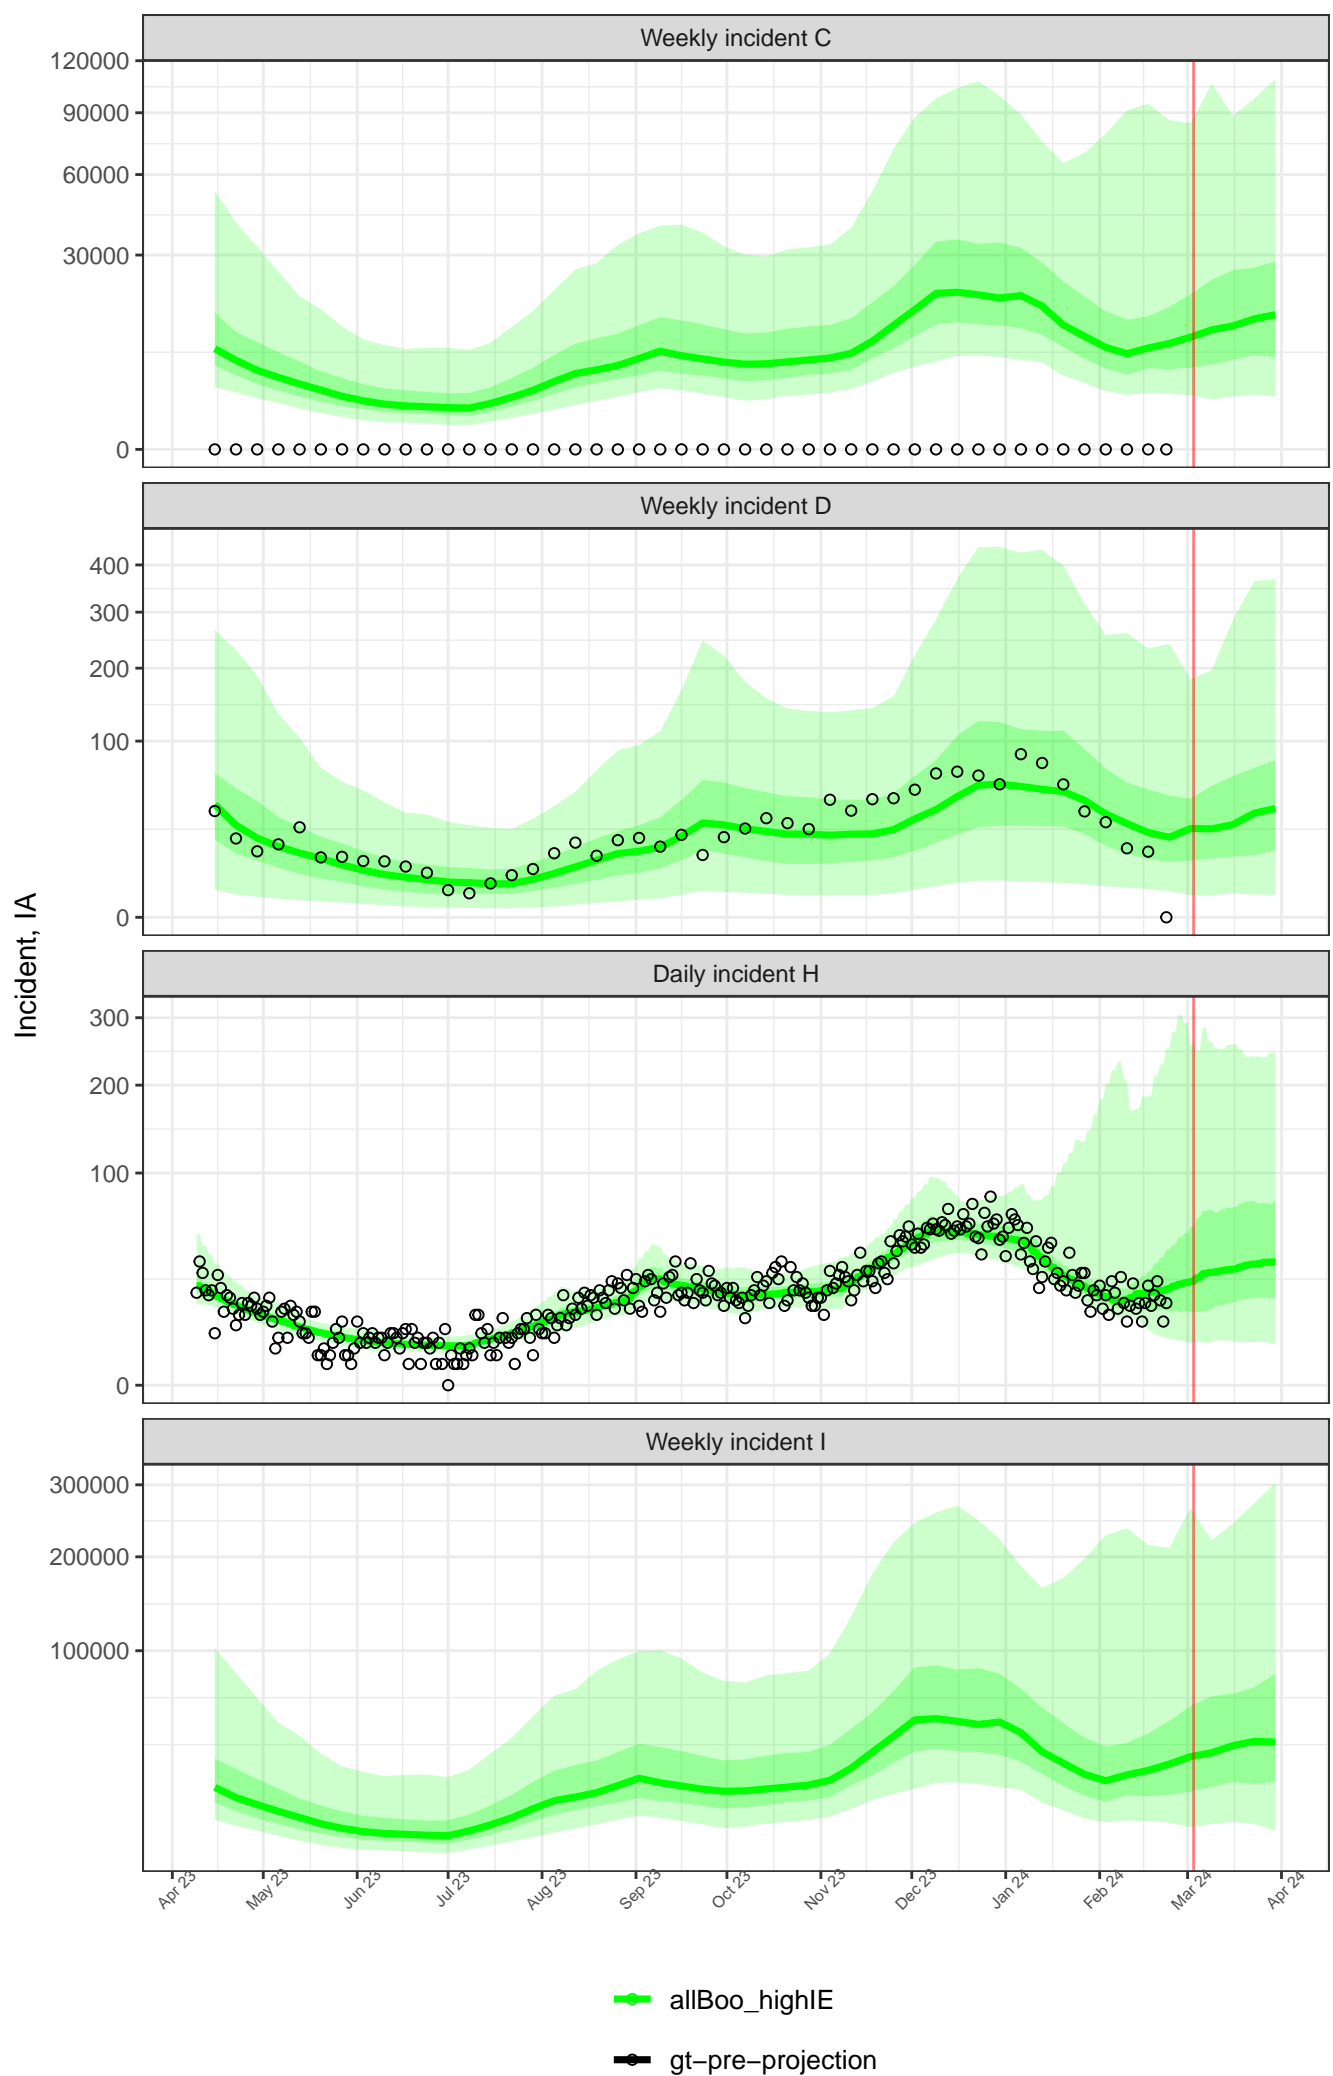 Weekly incident C
120000
90000
60000
30000
0
Weekly incident D
400
300
200
100
0
Incident, IA
Daily incident H
300
200
100
0
Weekly incident I
300000
200000
100000
Apr 23 May 23 Jun 23 Jul 23 Aug 23 Sep 23 Oct 23 Nov 23 Dec 23 Jan 24 Feb 24 Mar 24 Apr 24
allBoo_highIE
gt−pre−projection